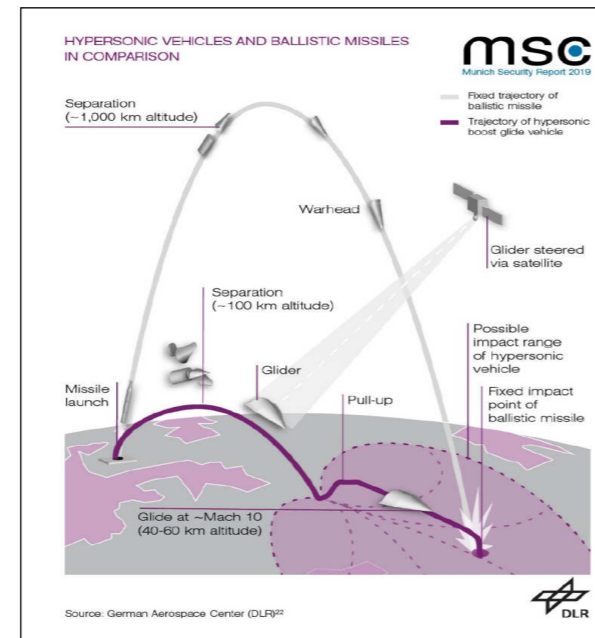 HYPERSONIC VEHICLES AND BALLISTIC MISSILES
IN COMPARISON
msc
Munich Security Report 2019
Fixed trajectory of
ballistic missile
Trajectory of hypersonic
boost glide vehicle
Separation
(~1,000 km altitude)
Warhead
Glider steered
via satellite
Separation
(~100 km altitude)
Possible
impact range
of hypersonic
vehicle
Glider
Missile
launch
Pull-up
Fixed impact
point of
ballistic missile
Glide at ~Mach 10
(40-60 km altitude)
Source: German Aerospace Center (DLR)²²
DLR